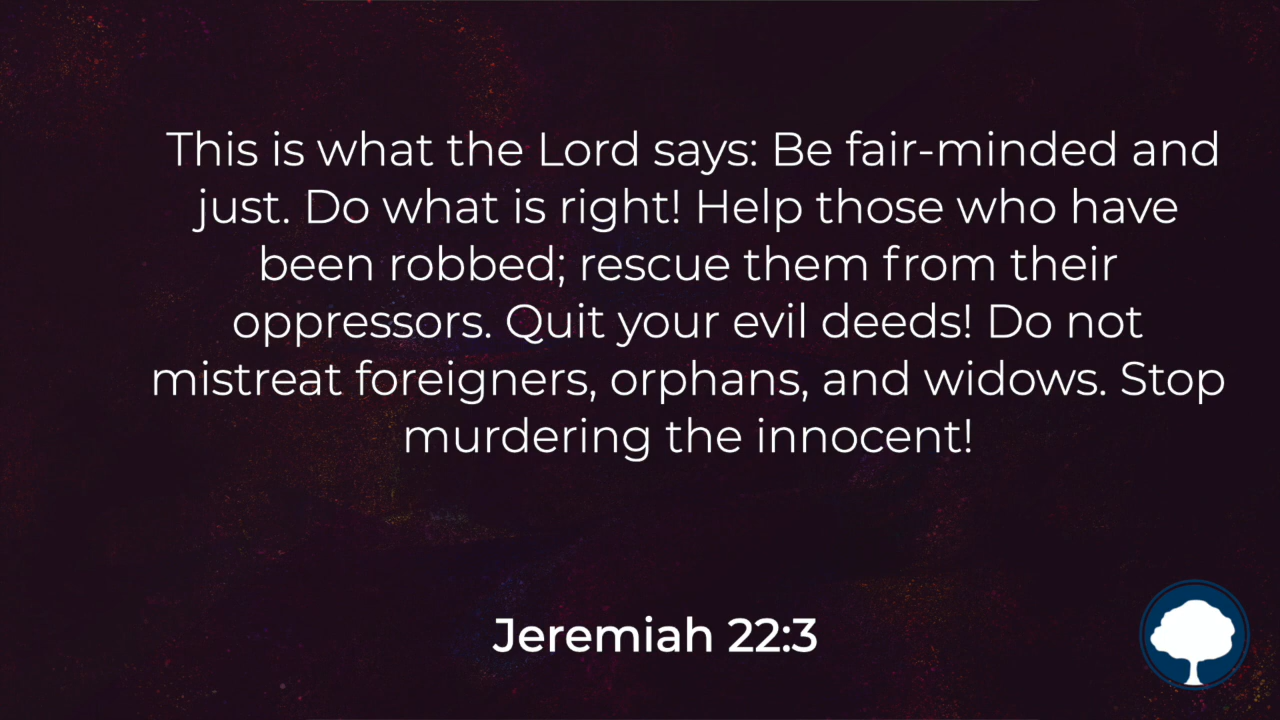 This is what the Lord says: Be fair-minded and
just. Do what is right! Help those who have
been robbed; rescue them from their
oppressors. Quit your evil deeds! Do not
mistreat foreigners, orphans, and widows. Stop
murdering the innocent!
Jeremiah 22:3